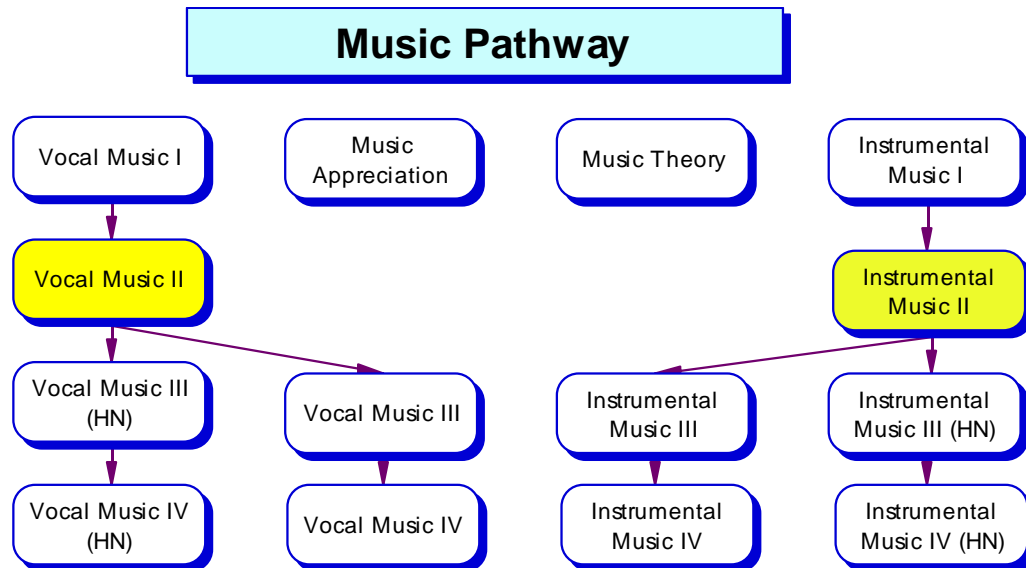 Music Pathway
Vocal Music I
Music
Appreciation
Music Theory
Instrumental
Music I
Vocal Music II
Instrumental
Music II
Vocal Music III
(HN)
Vocal Music III
Instrumental
Music III
Instrumental
Music III (HN)
Vocal Music IV
(HN)
Vocal Music IV
Instrumental
Music IV
Instrumental
Music IV (HN)